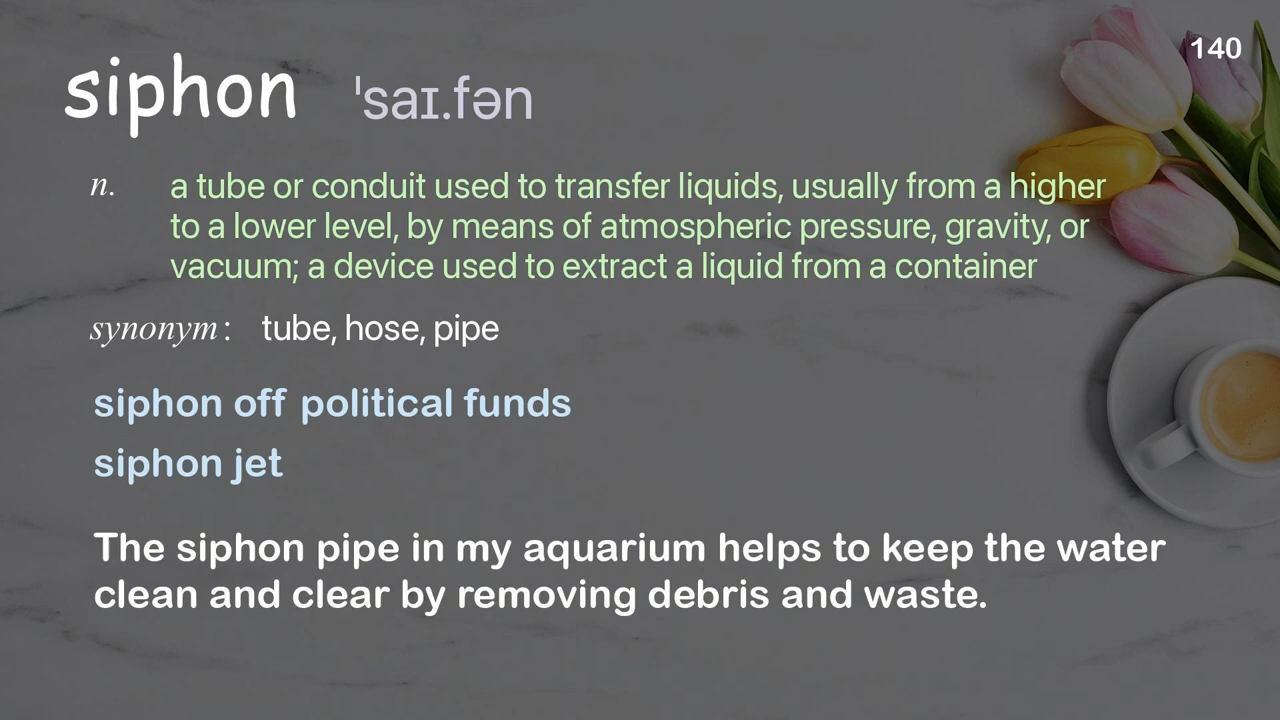 140
siphon ˈsaɪ.fən
n. a tube or conduit used to transfer liquids, usually from a higher
to a lower level, by means of atmospheric pressure, gravity, or
vacuum; a device used to extract a liquid from a container
synonym: tube, hose, pipe
siphon off political funds
siphon jet
The siphon pipe in my aquarium helps to keep the water
clean and clear by removing debris and waste.